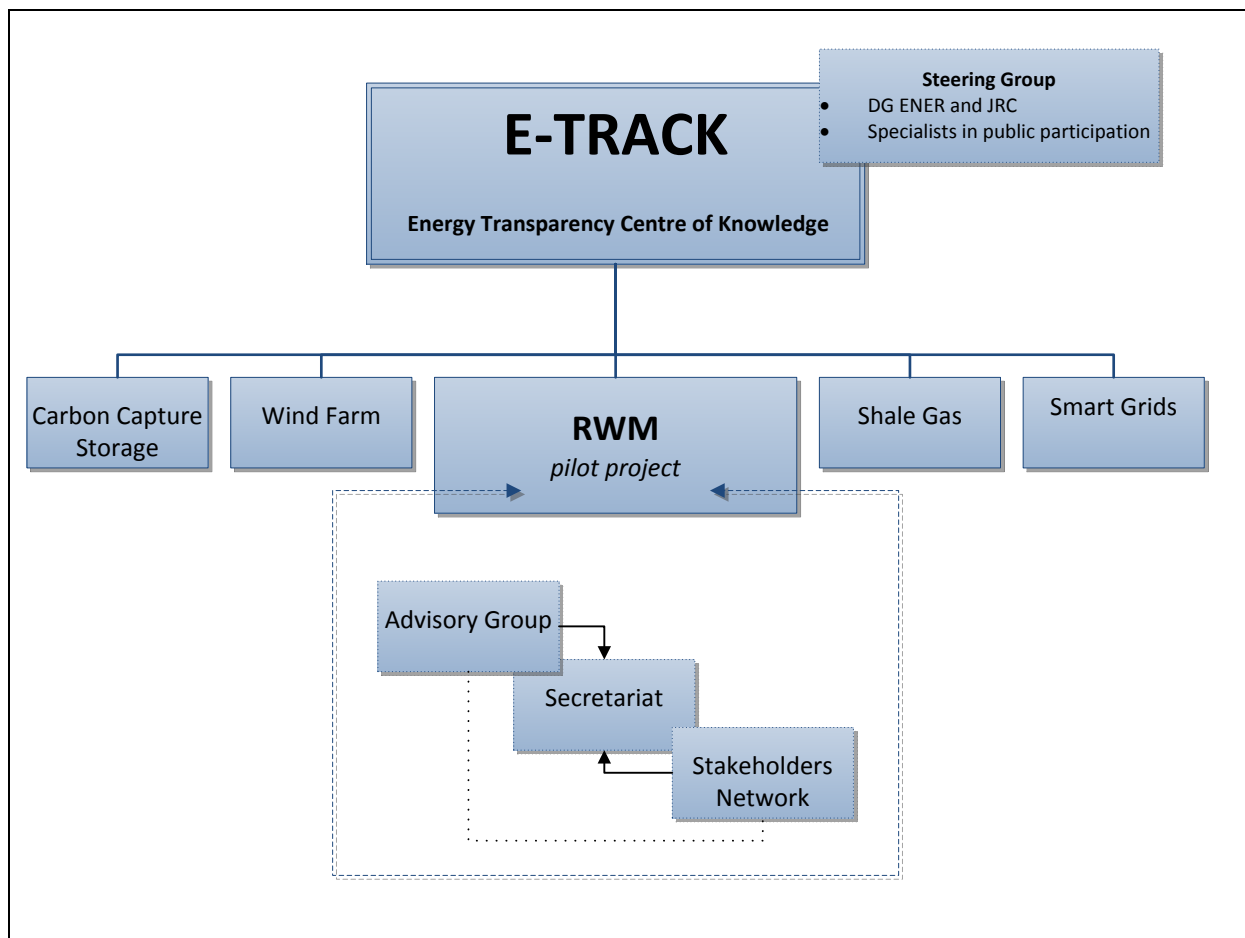 Steering Group
• DG ENER and JRC
• Specialists in public participation
E-TRACK
Energy Transparency Centre of Knowledge
Carbon Capture
Storage
Wind Farm
RWM
pilot project
Shale Gas
Smart Grids
Advisory Group
Secretariat
Stakeholders
Network